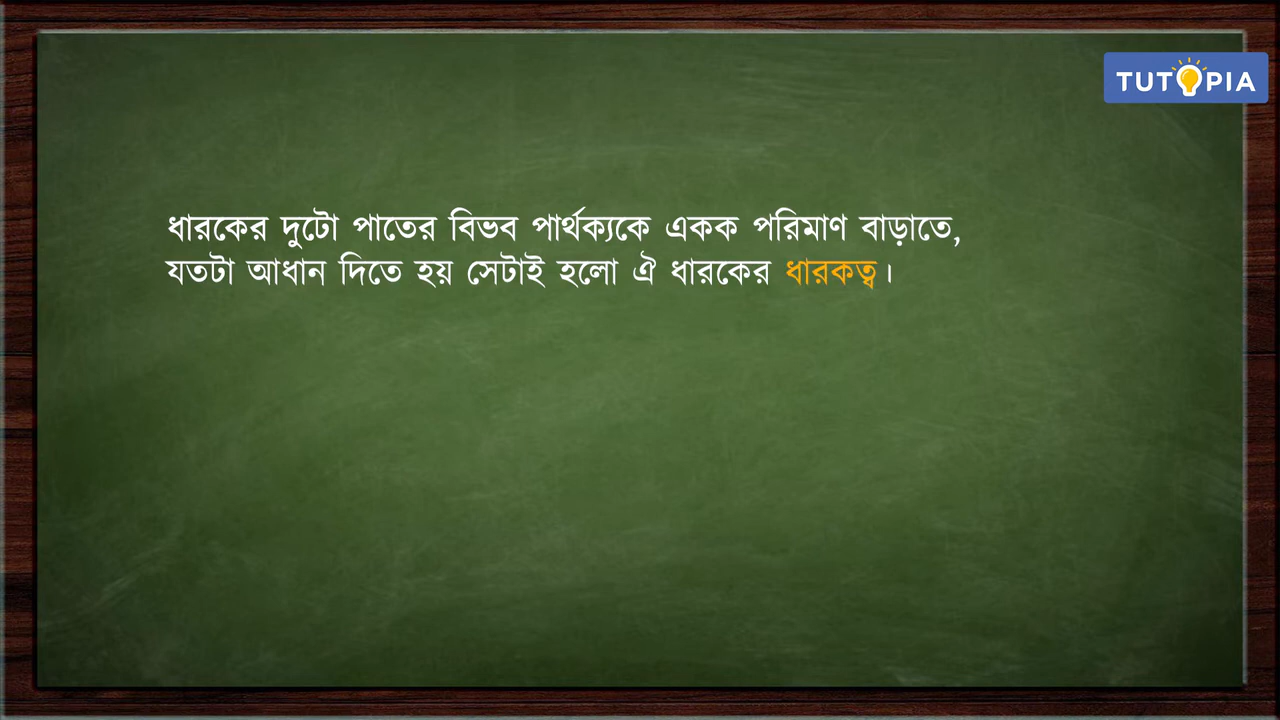 TUTOPIA
ধারকের দুটো পাতের বিভব পার্থক্যকে একক পরিমাণ বাড়াতে,
যতটা আধান দিতে হয় সেটাই হলো ঐ ধারকের ধারকত্ব।